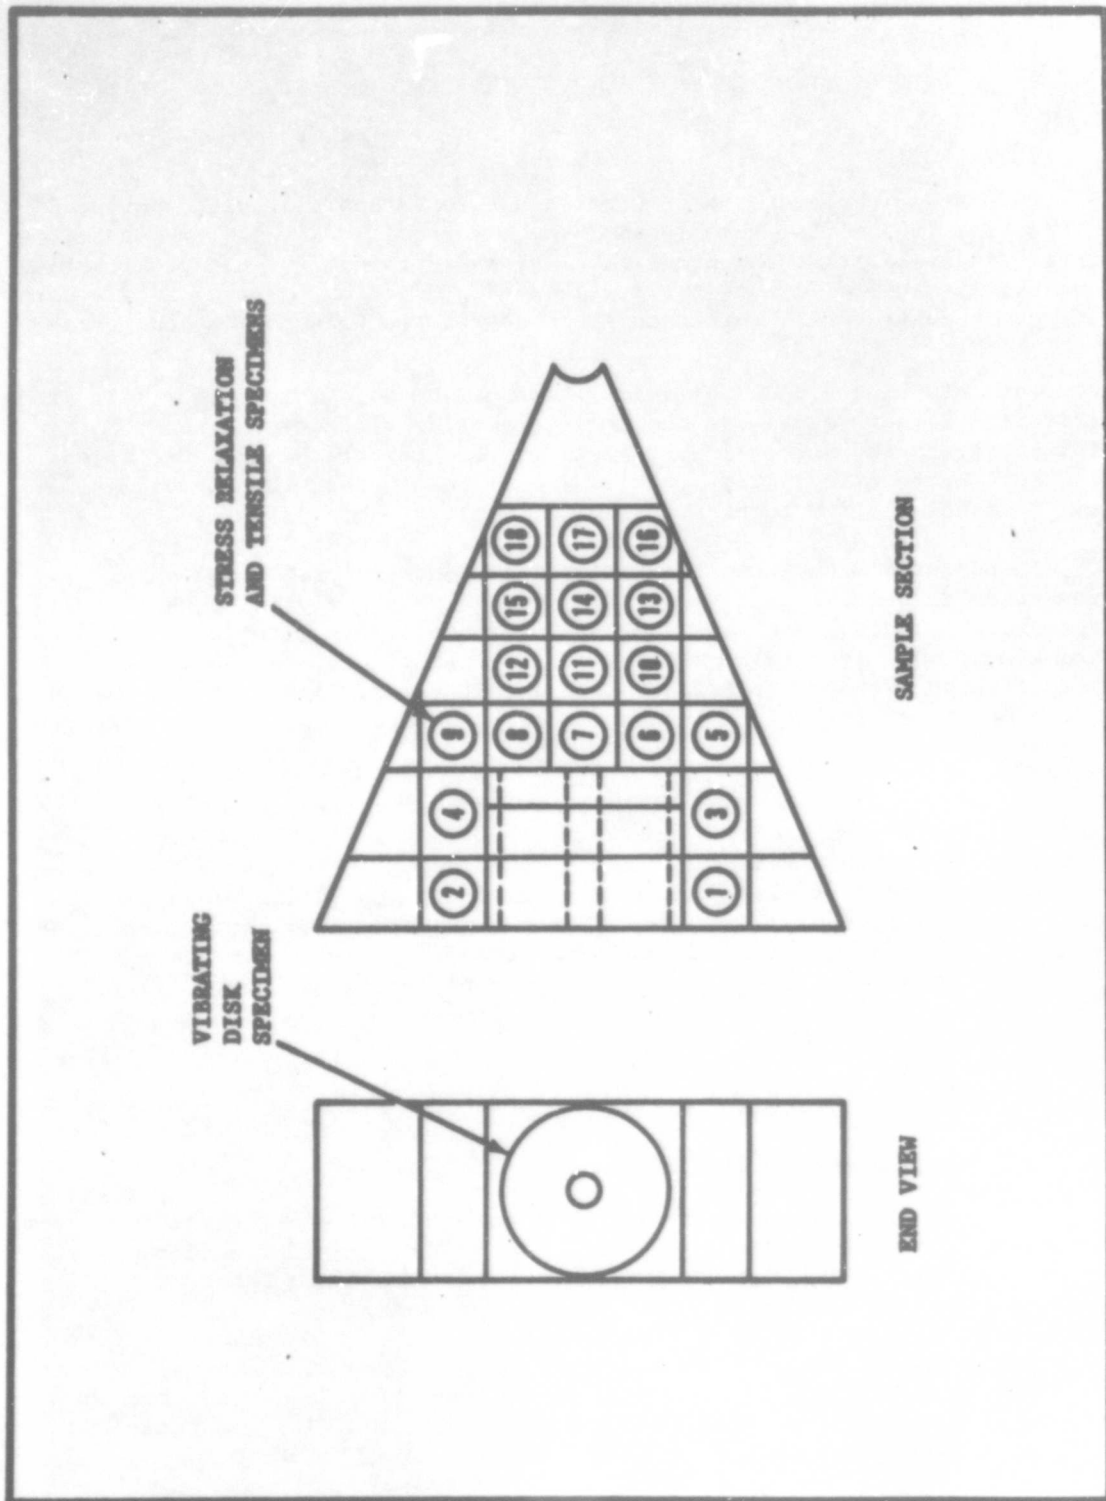 VIBRATING
DISK
SPECIMEN
STRESS RELAXATION
AND TENSILE SPECIMENS
2 4 9
8 12 15 18
7 11 14 17
6 10 13 16
1 3 5
END VIEW
SAMPLE SECTION